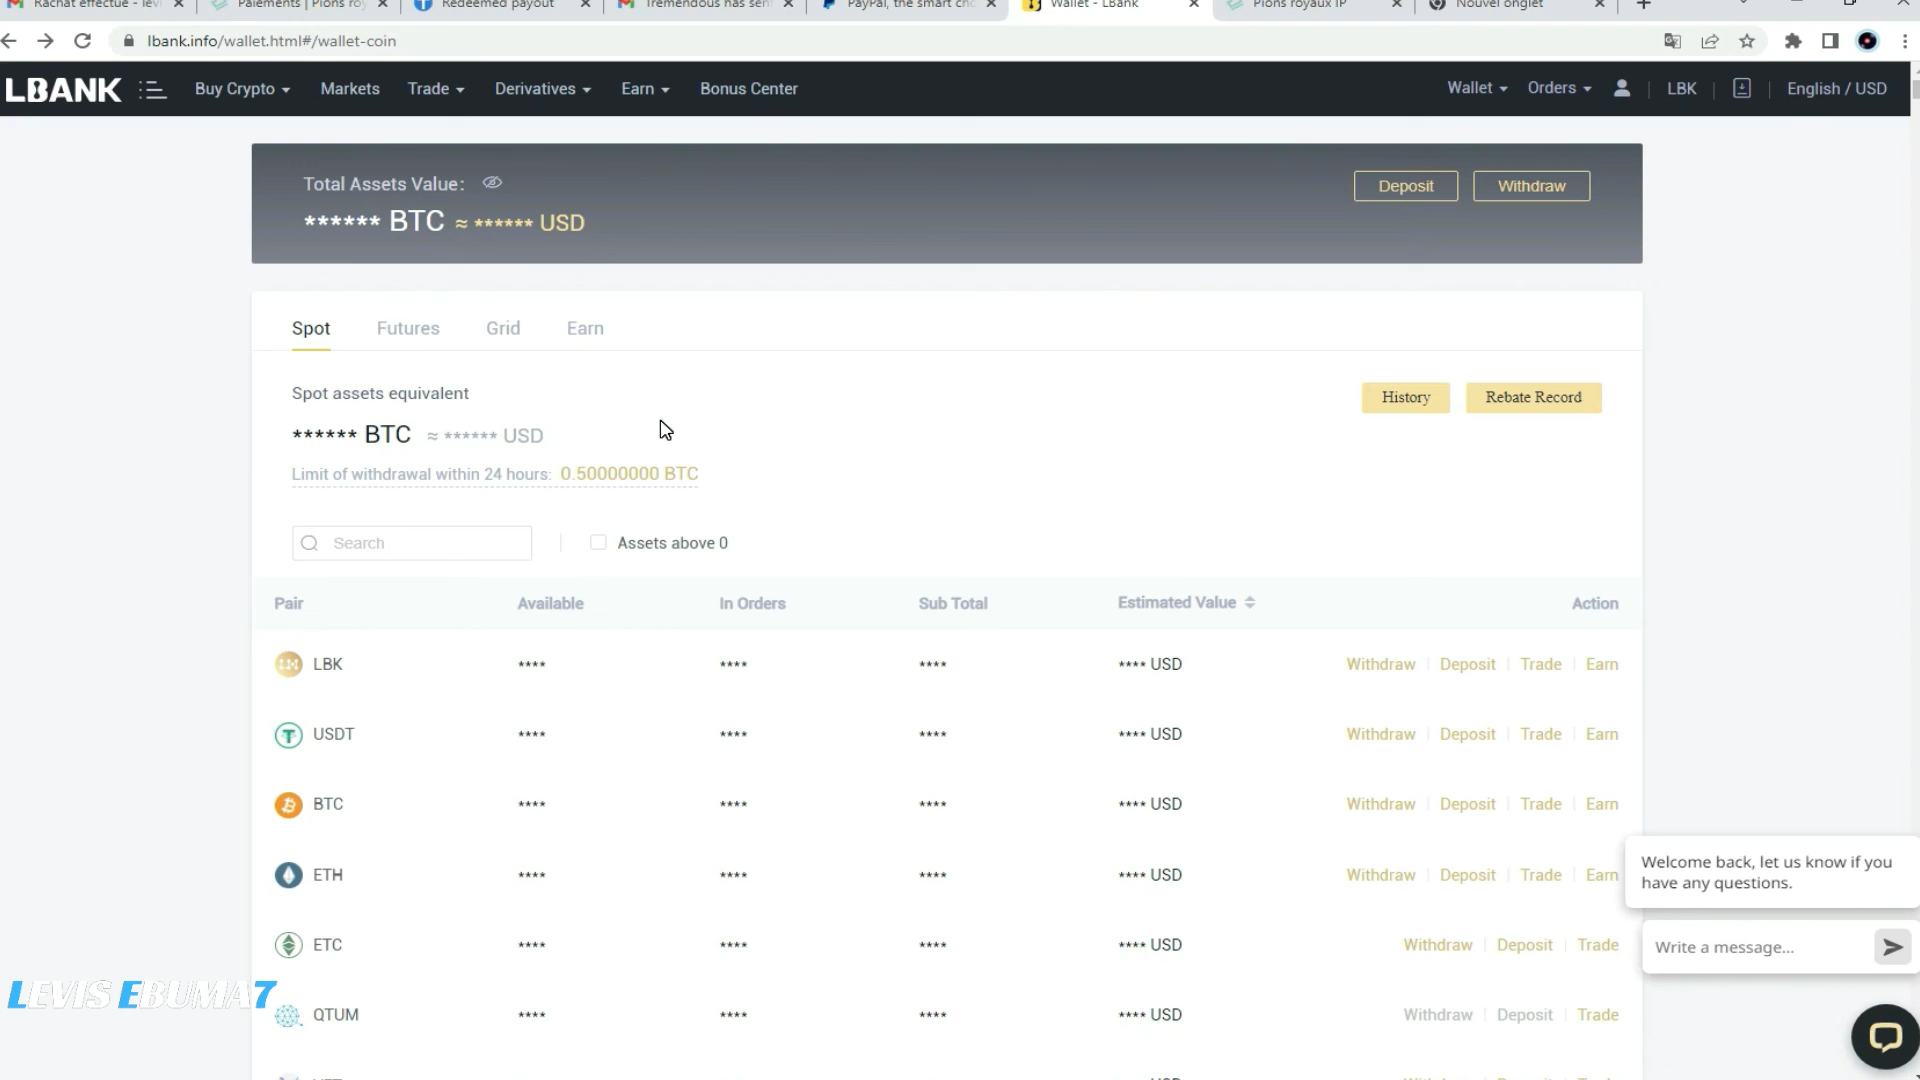 Rachat effectué - levi
Paiements | Pions roy
Redeemed payout
Tremendous has sent
PayPal, the smart cho
Wallet - LBank
Pions royaux IP
Nouvel onglet
lbank.info/wallet.html#/wallet-coin
LBANK
Buy Crypto
Markets
Trade
Derivatives
Earn
Bonus Center
Wallet
Orders
LBK
English / USD
Total Assets Value:
****** BTC ≈ ****** USD
Deposit
Withdraw
Spot
Futures
Grid
Earn
Spot assets equivalent
****** BTC ≈ ****** USD
Limit of withdrawal within 24 hours: 0.50000000 BTC
History
Rebate Record
Search
Assets above 0
Pair Available In Orders Sub Total Estimated Value Action
LBK **** **** **** **** USD Withdraw Deposit Trade Earn
USDT **** **** **** **** USD Withdraw Deposit Trade Earn
BTC **** **** **** **** USD Withdraw Deposit Trade Earn
ETH **** **** **** **** USD Withdraw Deposit Trade Earn
ETC **** **** **** **** USD Withdraw Deposit Trade
QTUM **** **** **** **** USD Withdraw Deposit Trade
Welcome back, let us know if you
have any questions.
Write a message...
LEVIS EBUMA7